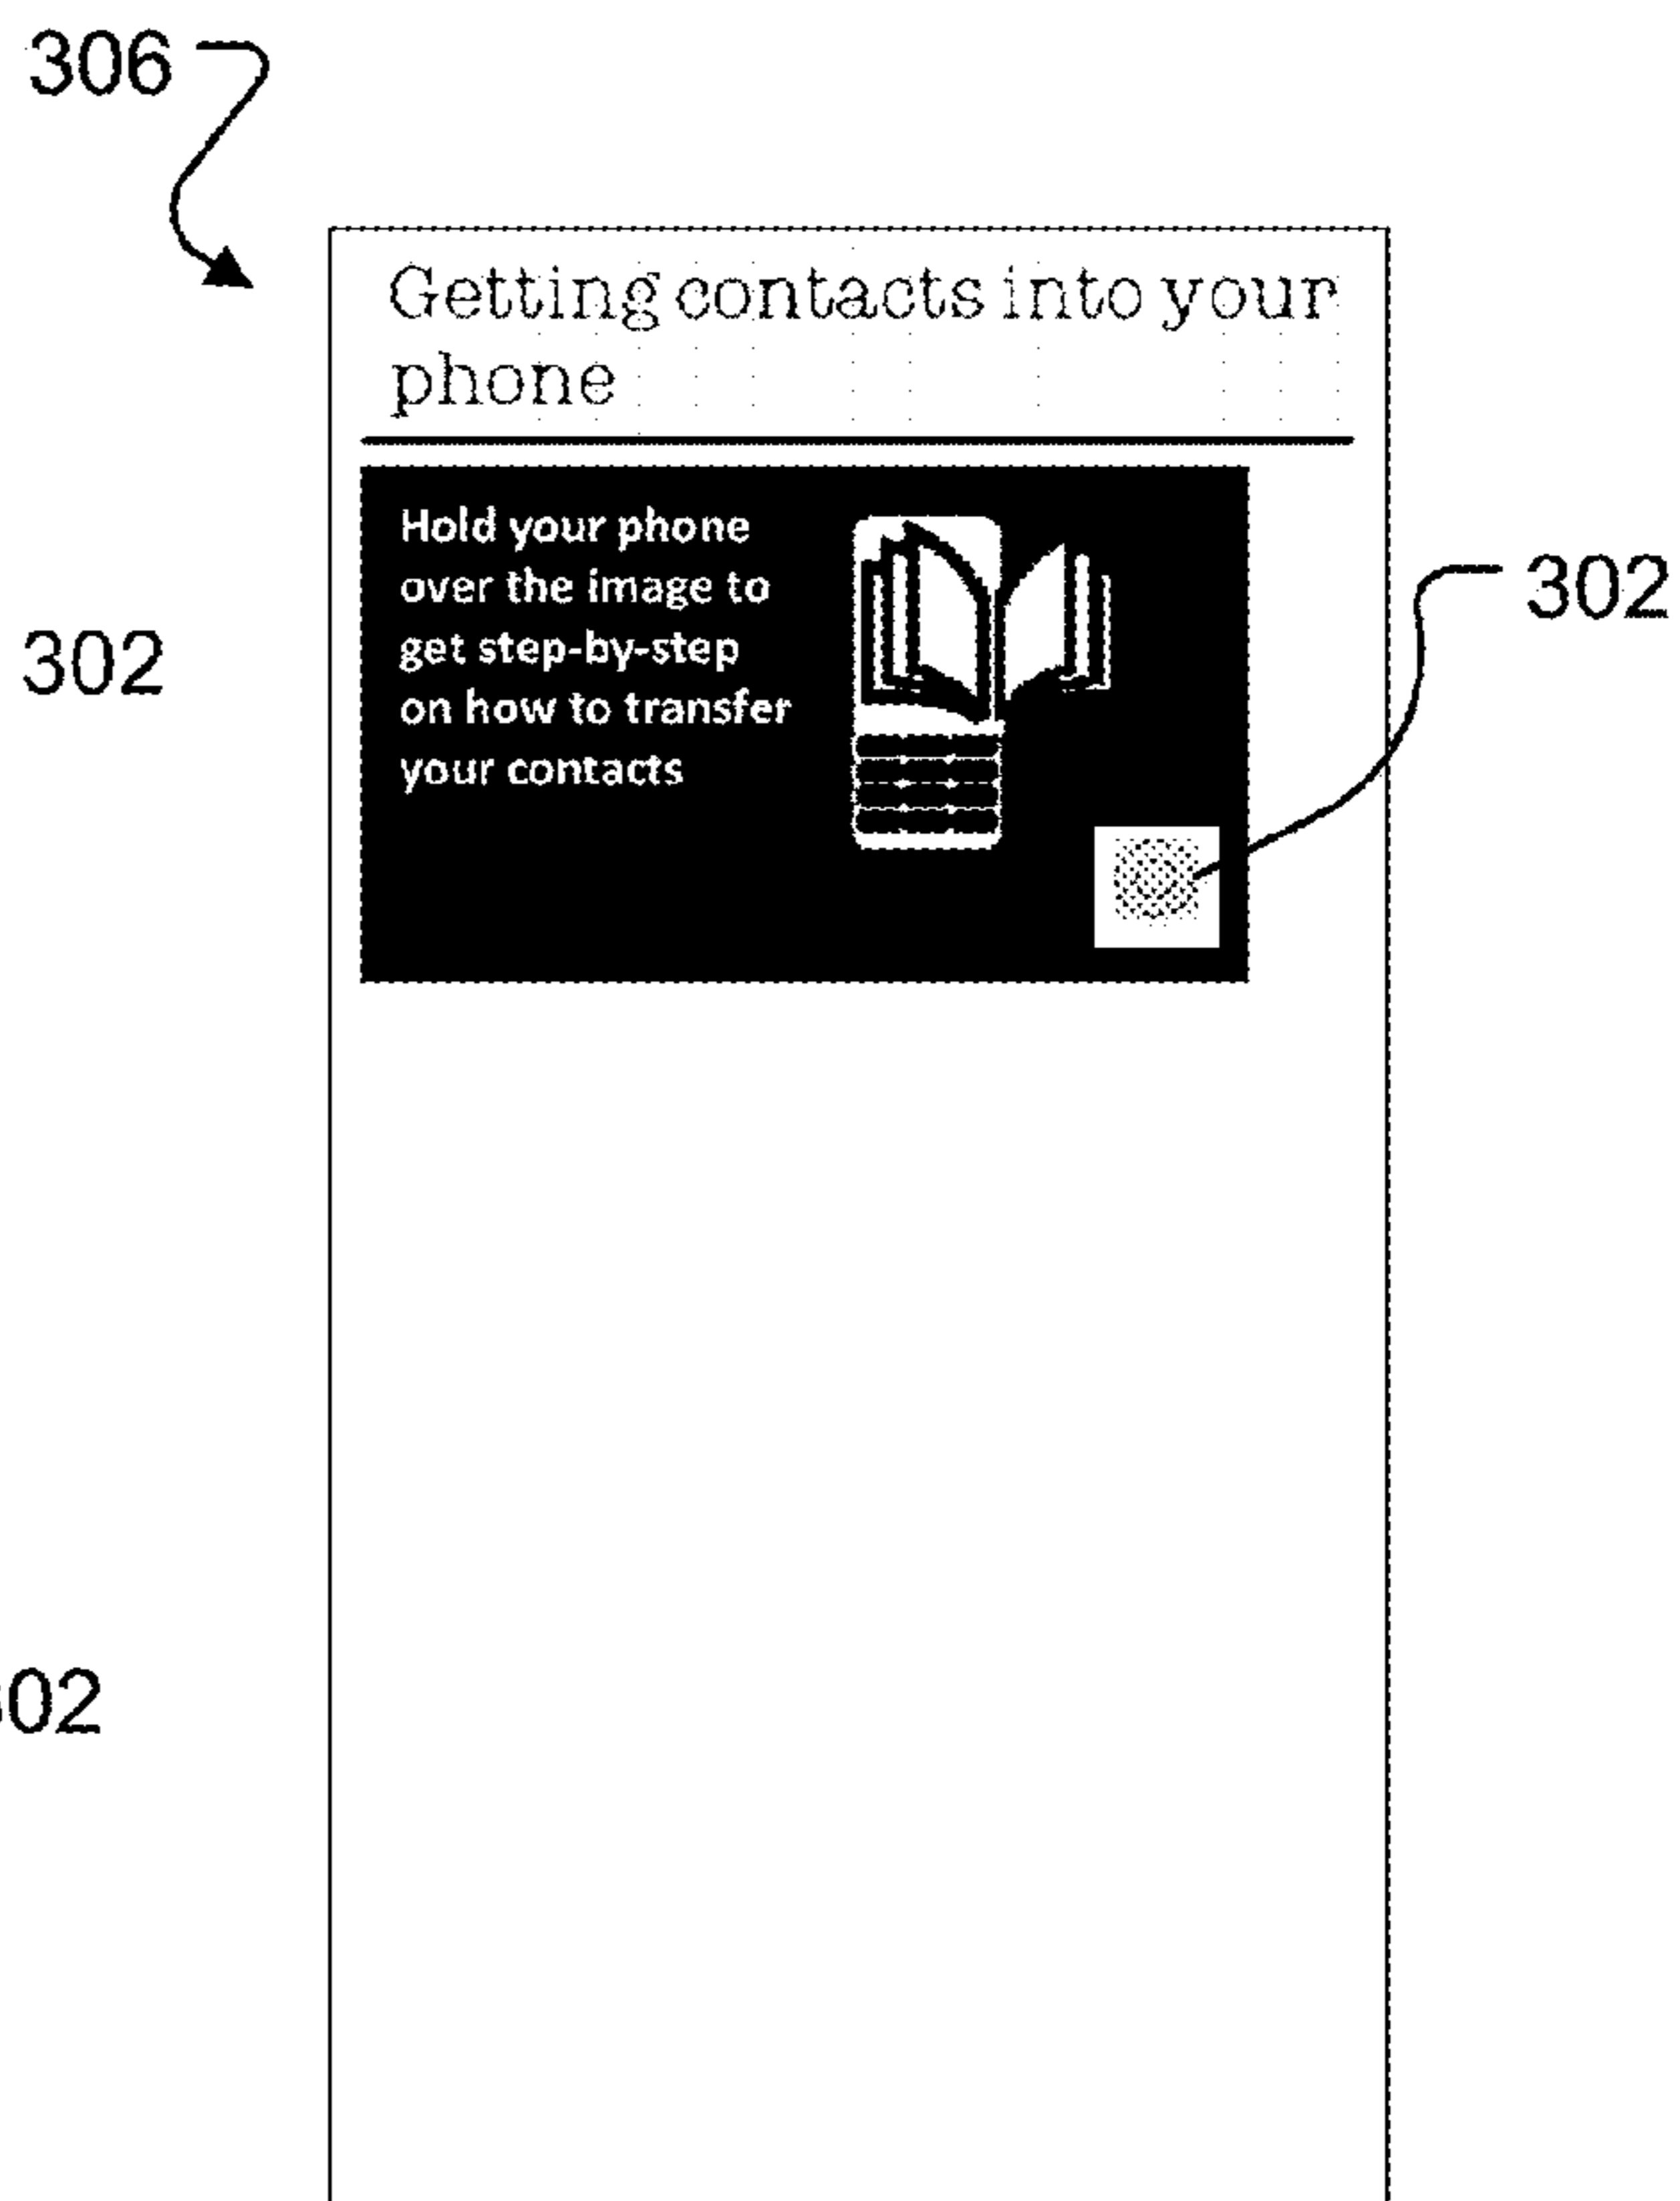 306
Getting contacts into your
phone
Hold your phone
over the image to
get step-by-step
on how to transfer
your contacts
302
302
02